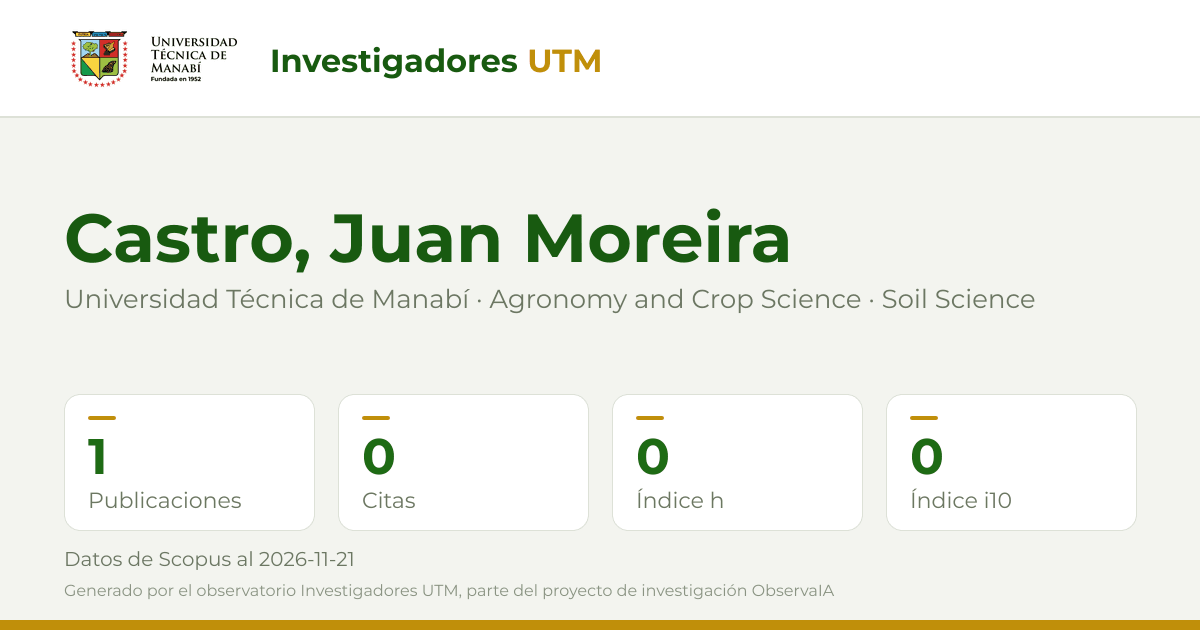 UNIVERSIDAD
TÉCNICA DE
MANABÍ
Fundada en 1952
Investigadores UTM
Castro, Juan Moreira
Universidad Técnica de Manabí · Agronomy and Crop Science · Soil Science
1
Publicaciones
0
Citas
0
Índice h
0
Índice i10
Datos de Scopus al 2026-11-21
Generado por el observatorio Investigadores UTM, parte del proyecto de investigación ObservaIA